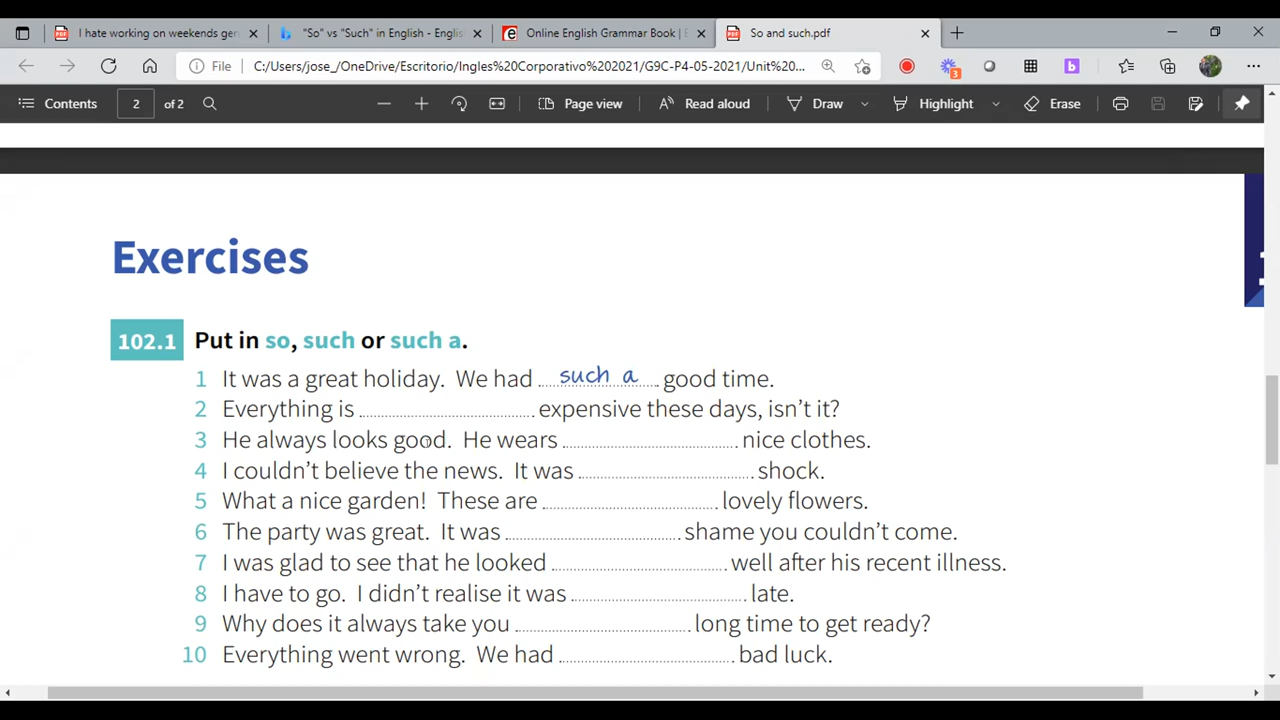 I hate working on weekends ger
"So" vs "Such" in English - Englis
Online English Grammar Book | E
So and such.pdf
File C:/Users/jose_/OneDrive/Escritorio/Ingles%20Corporativo%202021/G9C-P4-05-2021/Unit%20... 3 b
Contents 2 of 2 Page view Read aloud Draw Highlight Erase
Exercises
102.1 Put in so, such or such a.
1 It was a great holiday. We had such a good time.
2 Everything is .............................. expensive these days, isn't it?
3 He always looks good. He wears .............................. nice clothes.
4 I couldn't believe the news. It was .............................. shock.
5 What a nice garden! These are .............................. lovely flowers.
6 The party was great. It was .............................. shame you couldn't come.
7 I was glad to see that he looked .............................. well after his recent illness.
8 I have to go. I didn't realise it was .............................. late.
9 Why does it always take you .............................. long time to get ready?
10 Everything went wrong. We had .............................. bad luck.